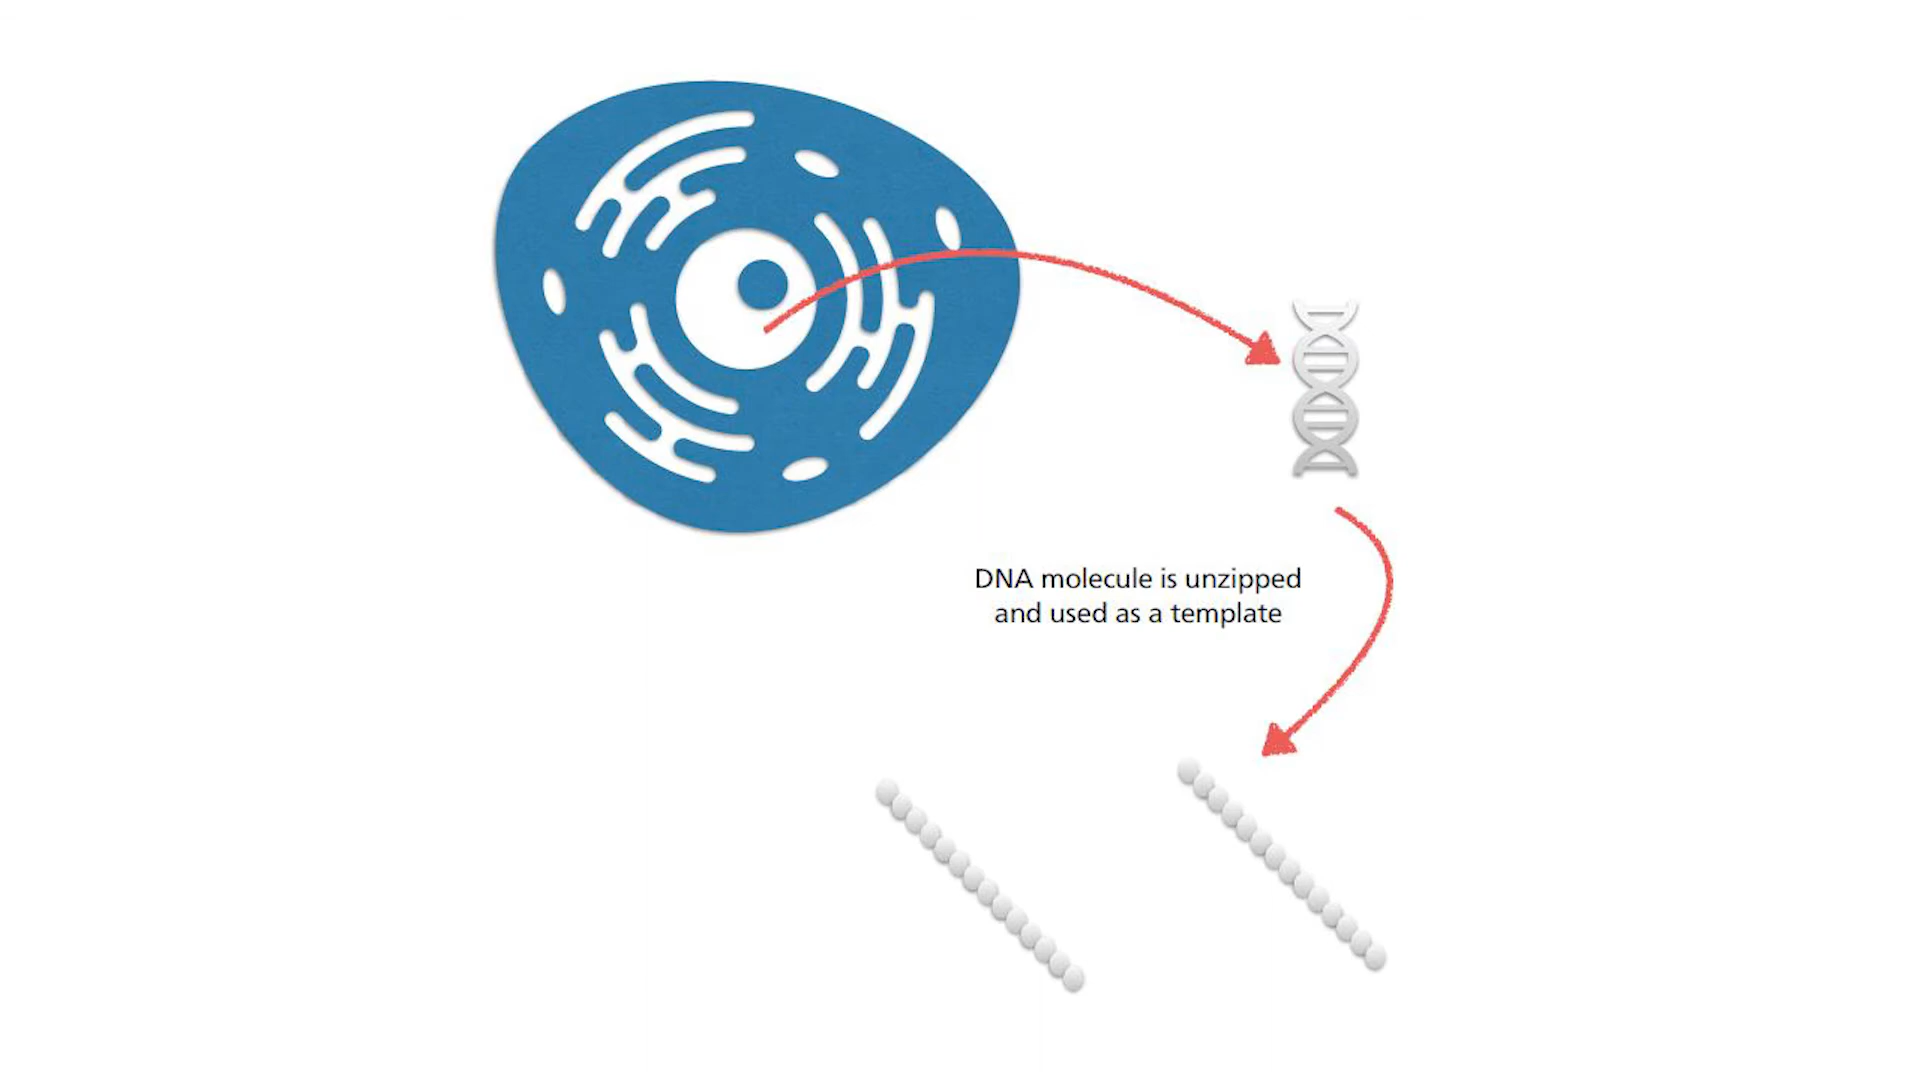 DNA molecule is unzipped
and used as a template